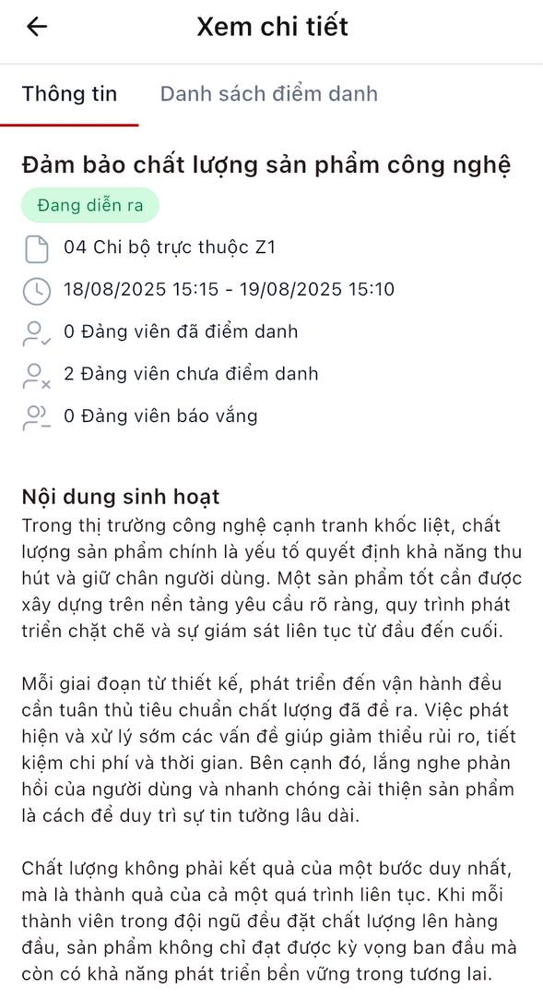 Xem chi tiết
Thông tin
Danh sách điểm danh
Đảm bảo chất lượng sản phẩm công nghệ
Đang diễn ra
04 Chi bộ trực thuộc Z1
18/08/2025 15:15 - 19/08/2025 15:10
0 Đảng viên đã điểm danh
2 Đảng viên chưa điểm danh
0 Đảng viên báo vắng
Nội dung sinh hoạt
Trong thị trường công nghệ cạnh tranh khốc liệt, chất
lượng sản phẩm chính là yếu tố quyết định khả năng thu
hút và giữ chân người dùng. Một sản phẩm tốt cần được
xây dựng trên nền tảng yêu cầu rõ ràng, quy trình phát
triển chặt chẽ và sự giám sát liên tục từ đầu đến cuối.
Mỗi giai đoạn từ thiết kế, phát triển đến vận hành đều
cần tuân thủ tiêu chuẩn chất lượng đã đề ra. Việc phát
hiện và xử lý sớm các vấn đề giúp giảm thiểu rủi ro, tiết
kiệm chi phí và thời gian. Bên cạnh đó, lắng nghe phản
hồi của người dùng và nhanh chóng cải thiện sản phẩm
là cách để duy trì sự tin tưởng lâu dài.
Chất lượng không phải kết quả của một bước duy nhất,
mà là thành quả của cả một quá trình liên tục. Khi mỗi
thành viên trong đội ngũ đều đặt chất lượng lên hàng
đầu, sản phẩm không chỉ đạt được kỳ vọng ban đầu mà
còn có khả năng phát triển bền vững trong tương lai.